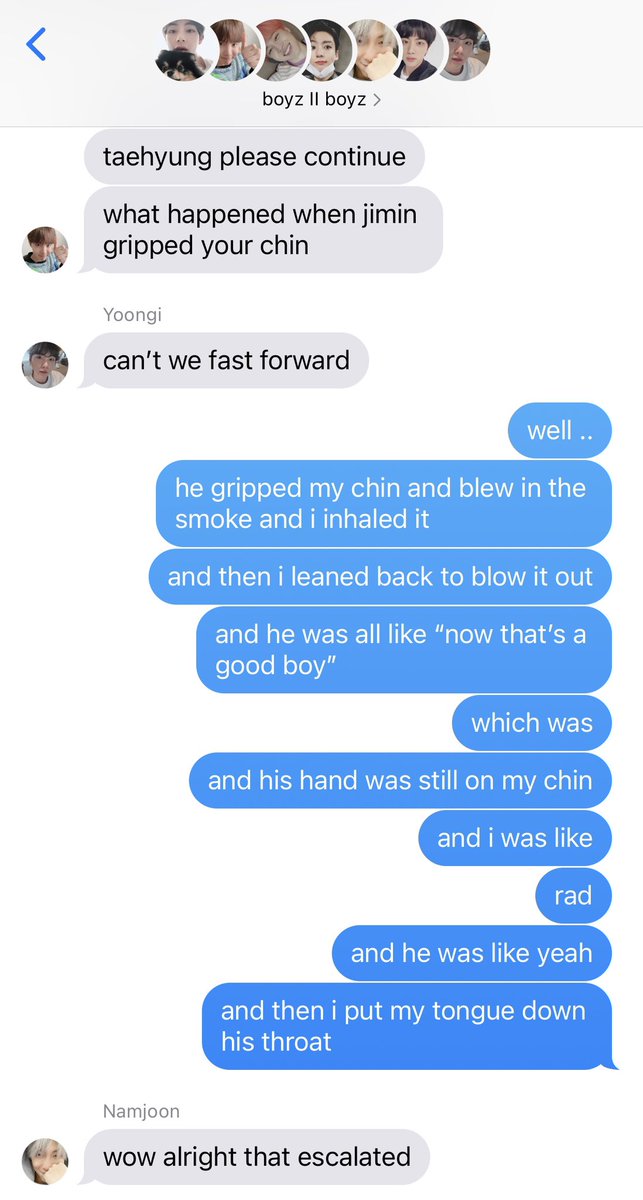 boyz II boyz
taehyung please continue
what happened when jimin
gripped your chin
Yoongi
can’t we fast forward
well ..
he gripped my chin and blew in the
smoke and i inhaled it
and then i leaned back to blow it out
and he was all like “now that’s a
good boy”
which was
and his hand was still on my chin
and i was like
rad
and he was like yeah
and then i put my tongue down
his throat
Namjoon
wow alright that escalated